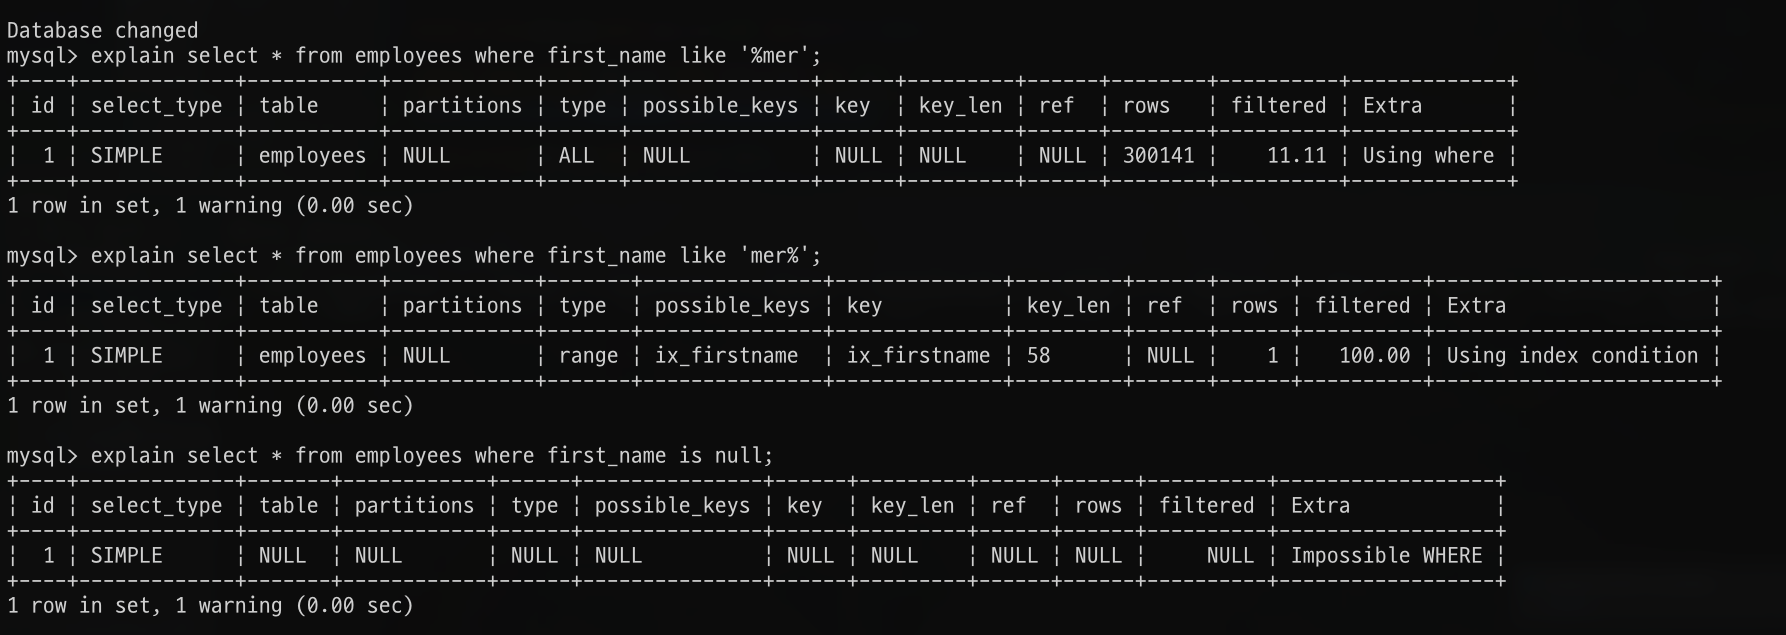 Database changed
mysql> explain select * from employees where first_name like '%mer';
+----+-------------+-----------+------------+------+---------------+------+---------+------+--------+----------+-------------+
| id | select_type | table     | partitions | type | possible_keys | key  | key_len | ref  | rows   | filtered | Extra       |
+----+-------------+-----------+------------+------+---------------+------+---------+------+--------+----------+-------------+
|  1 | SIMPLE      | employees | NULL       | ALL  | NULL          | NULL | NULL    | NULL | 300141 |    11.11 | Using where |
+----+-------------+-----------+------------+------+---------------+------+---------+------+--------+----------+-------------+
1 row in set, 1 warning (0.00 sec)

mysql> explain select * from employees where first_name like 'mer%';
+----+-------------+-----------+------------+-------+---------------+--------------+---------+------+------+----------+-----------------------+
| id | select_type | table     | partitions | type  | possible_keys | key          | key_len | ref  | rows | filtered | Extra                 |
+----+-------------+-----------+------------+-------+---------------+--------------+---------+------+------+----------+-----------------------+
|  1 | SIMPLE      | employees | NULL       | range | ix_firstname  | ix_firstname | 58      | NULL |    1 |   100.00 | Using index condition |
+----+-------------+-----------+------------+-------+---------------+--------------+---------+------+------+----------+-----------------------+
1 row in set, 1 warning (0.00 sec)

mysql> explain select * from employees where first_name is null;
+----+-------------+-------+------------+------+---------------+------+---------+------+------+----------+------------------+
| id | select_type | table | partitions | type | possible_keys | key  | key_len | ref  | rows | filtered | Extra            |
+----+-------------+-------+------------+------+---------------+------+---------+------+------+----------+------------------+
|  1 | SIMPLE      | NULL  | NULL       | NULL | NULL          | NULL | NULL    | NULL | NULL |     NULL | Impossible WHERE |
+----+-------------+-------+------------+------+---------------+------+---------+------+------+----------+------------------+
1 row in set, 1 warning (0.00 sec)